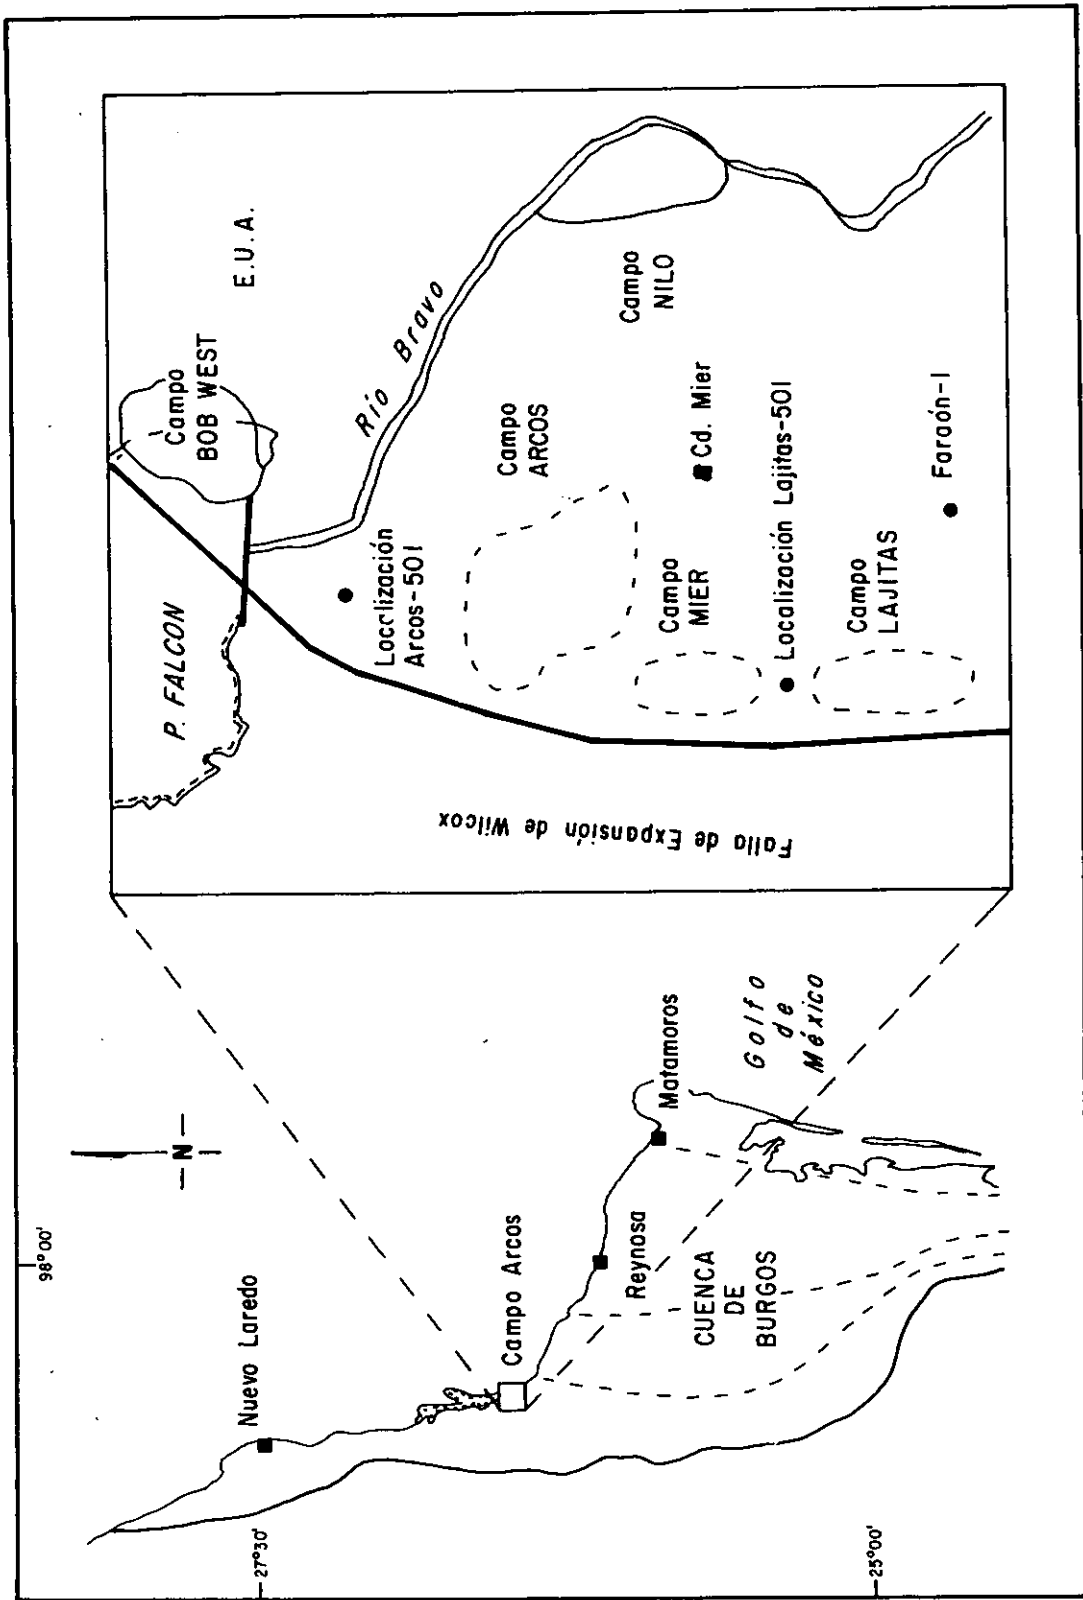 98°00'
27°30'
25°00'
N
Nuevo Laredo
Campo Arcos
Reynosa
Matamoros
CUENCA
DE
BURGOS
Golfo
de
México
P. FALCON
Campo
BOB WEST
E.U.A.
Río Bravo
Localización
Arcos-501
Campo
ARCOS
Campo
NILO
Campo
MIER
Cd. Mier
Localización Lajitas-501
Campo
LAJITAS
Faraón-1
Falla de Expansión de Wilcox